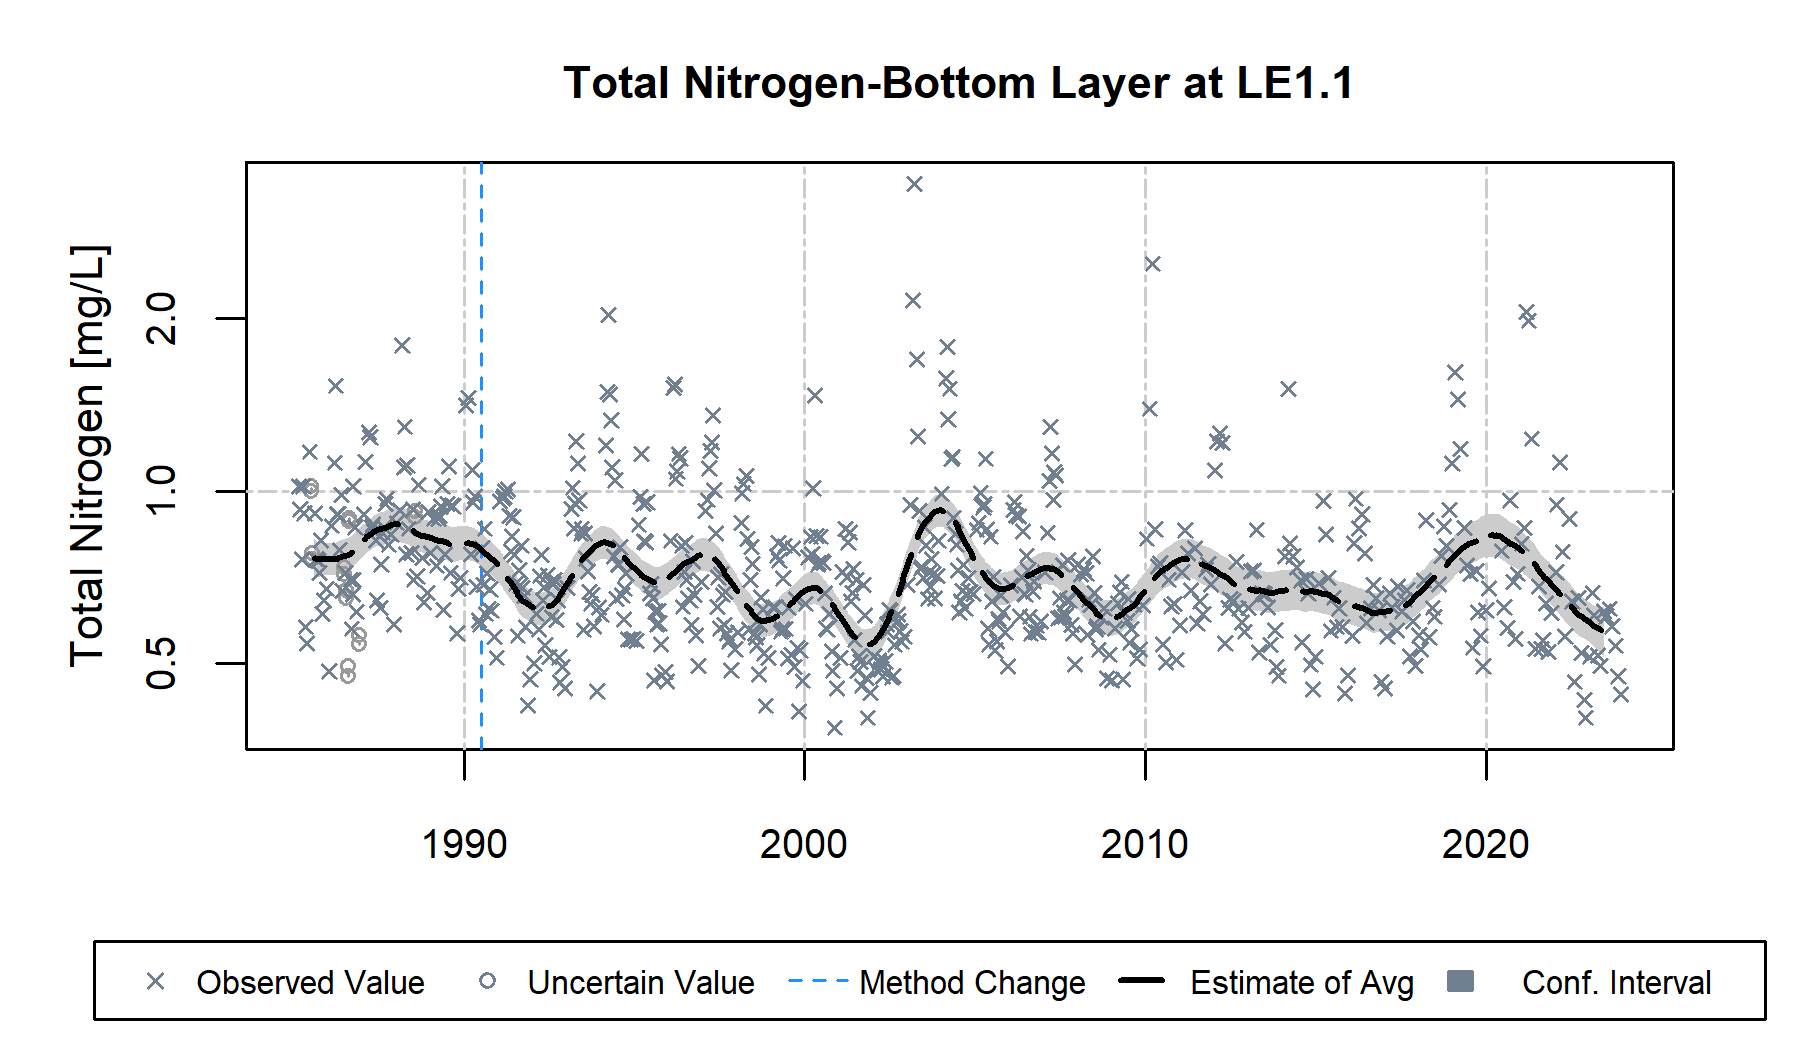 Total Nitrogen-Bottom Layer at LE1.1
Total Nitrogen [mg/L]
2.0
1.0
0.5
1990 2000 2010 2020
Observed Value Uncertain Value Method Change Estimate of Avg Conf. Interval